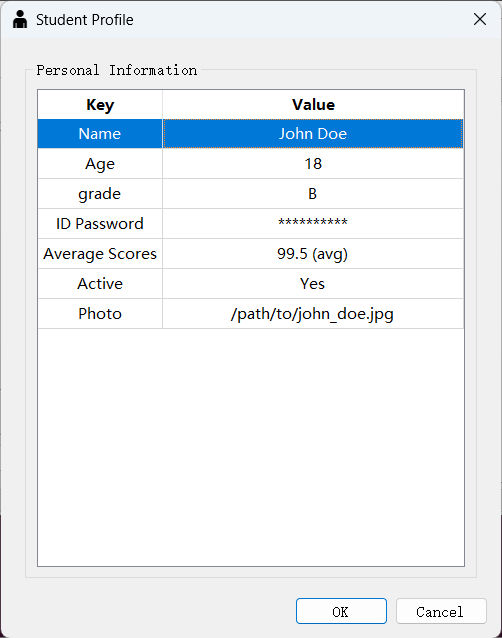 Student Profile
Personal Information
Key Value
Name John Doe
Age 18
grade B
ID Password **********
Average Scores 99.5 (avg)
Active Yes
Photo /path/to/john_doe.jpg
OK Cancel